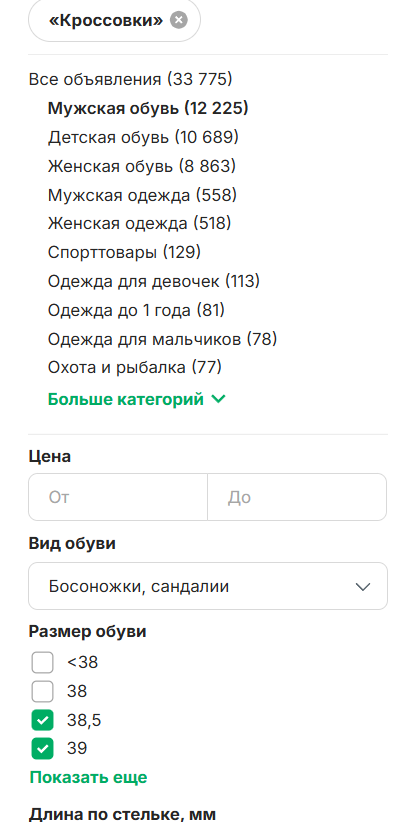 «Кроссовки»
Все объявления (33 775)
Мужская обувь (12 225)
Детская обувь (10 689)
Женская обувь (8 863)
Мужская одежда (558)
Женская одежда (518)
Спорттовары (129)
Одежда для девочек (113)
Одежда до 1 года (81)
Одежда для мальчиков (78)
Охота и рыбалка (77)
Больше категорий
Цена
От
До
Вид обуви
Босоножки, сандалии
Размер обуви
<38
38
38,5
39
Показать еще
Длина по стельке, мм